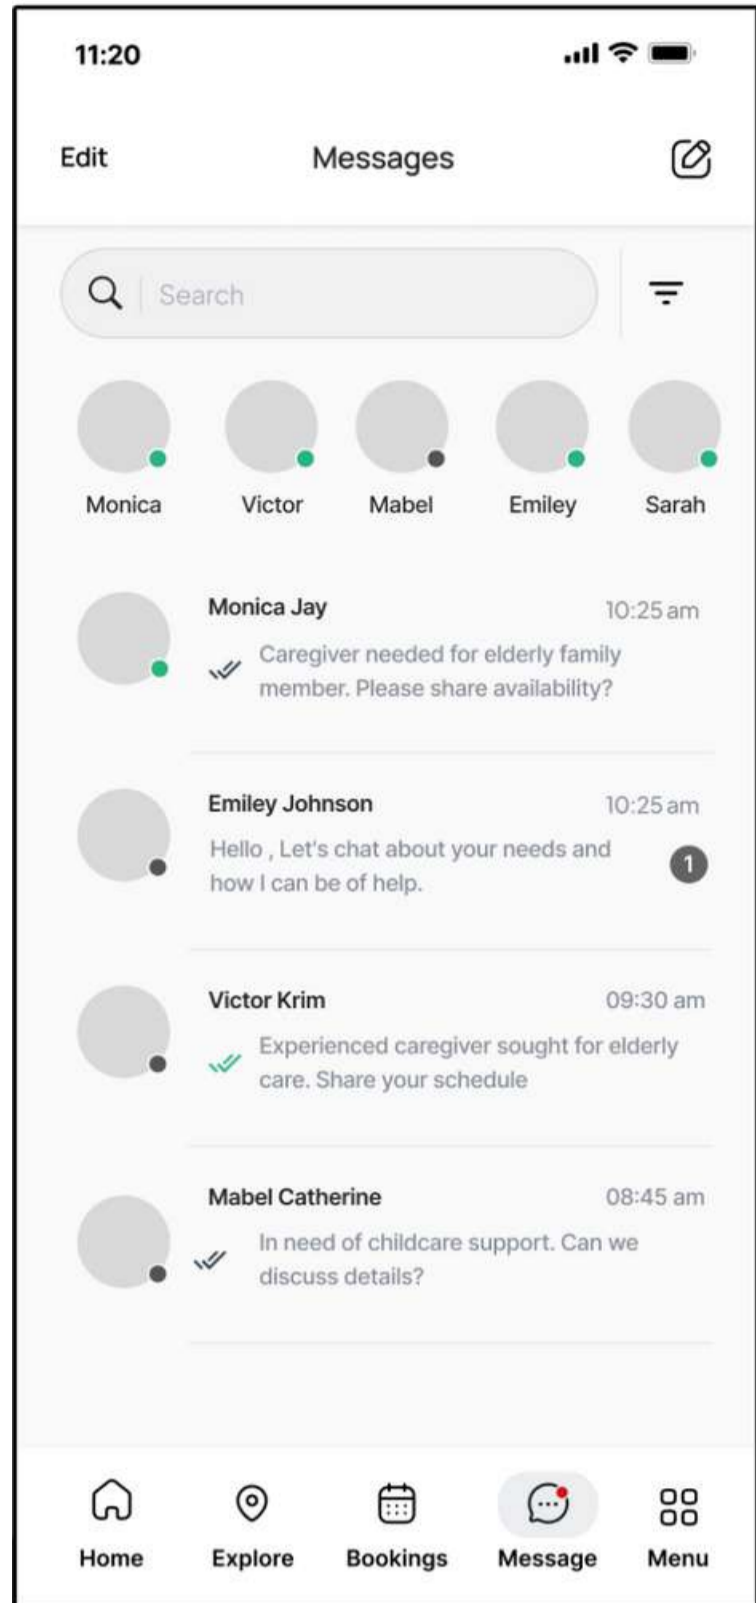 11:20
Edit
Messages
Search
Monica
Victor
Mabel
Emiley
Sarah
Monica Jay
10:25 am
Caregiver needed for elderly family
member. Please share availability?
Emiley Johnson
10:25 am
Hello , Let's chat about your needs and
how I can be of help.
1
Victor Krim
09:30 am
Experienced caregiver sought for elderly
care. Share your schedule
Mabel Catherine
08:45 am
In need of childcare support. Can we
discuss details?
Home
Explore
Bookings
Message
Menu